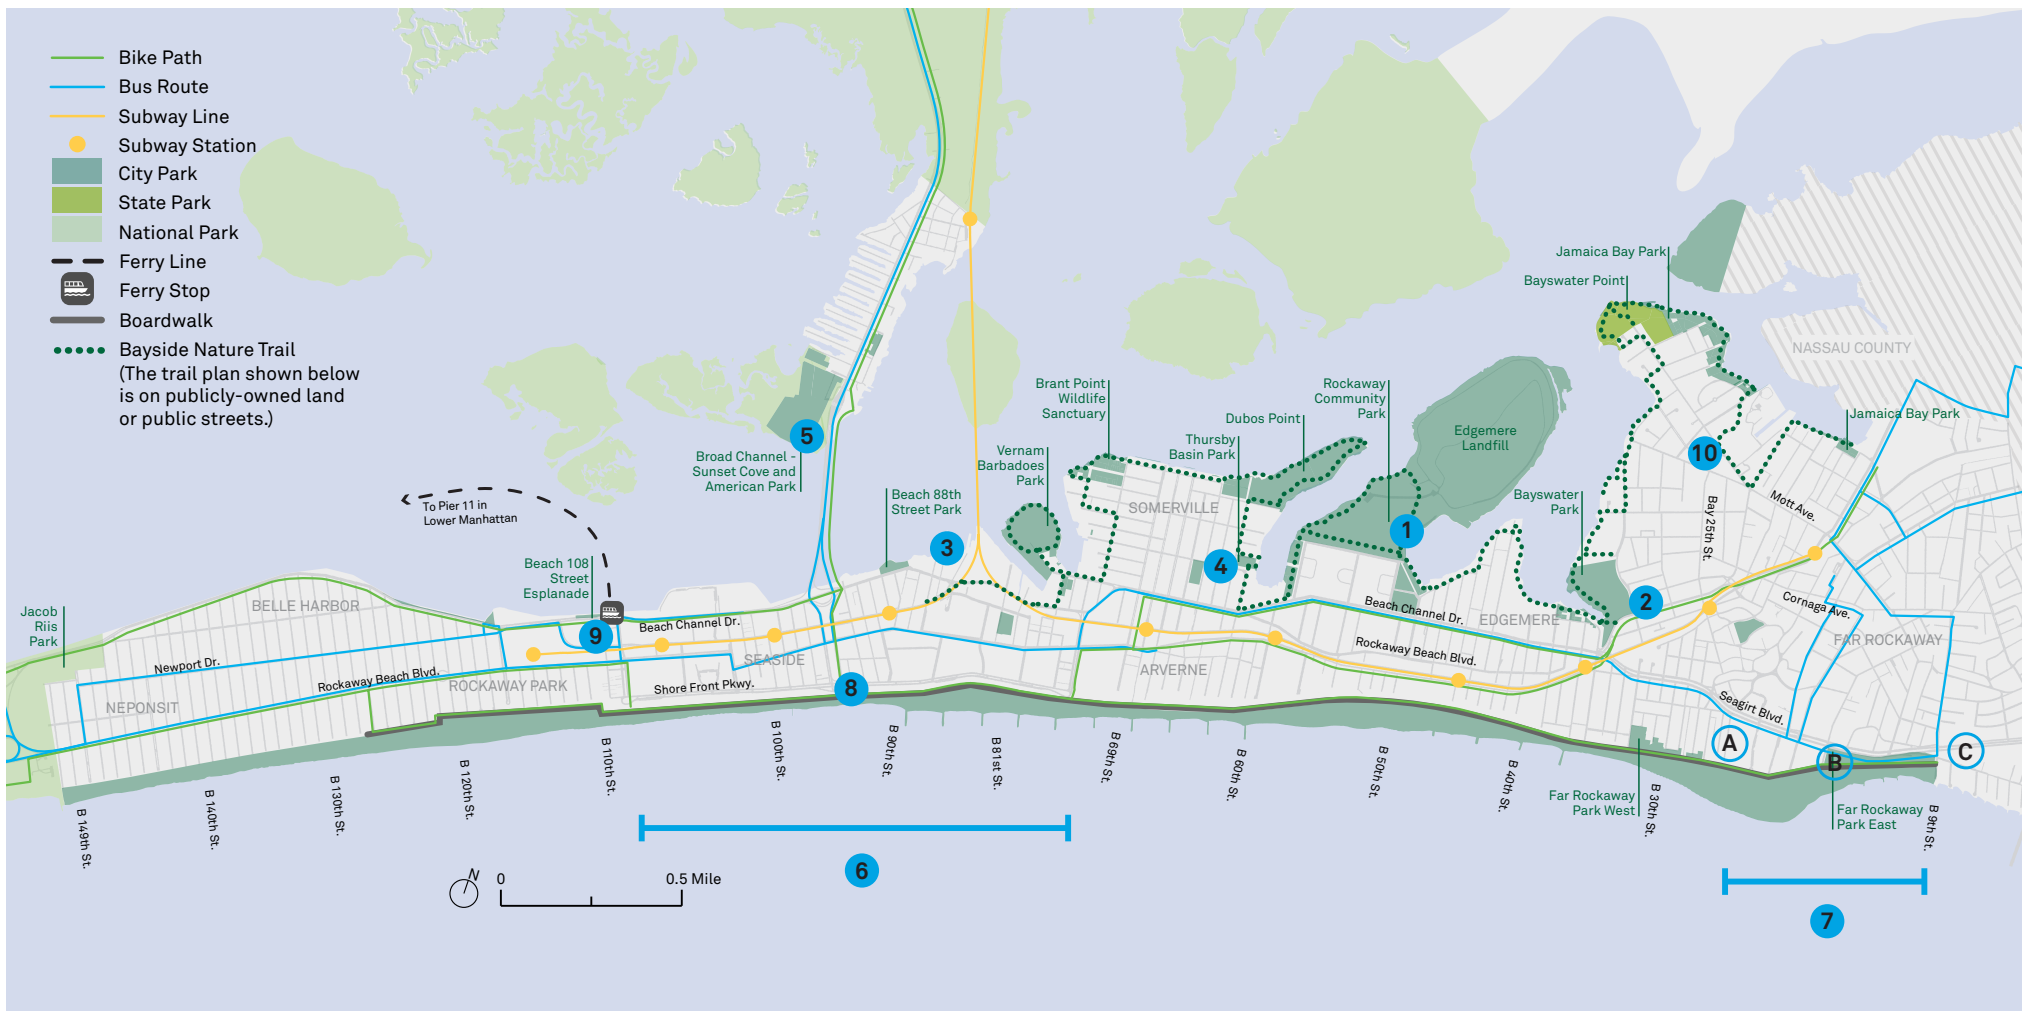 Bike Path
Bus Route
Subway Line
Subway Station
City Park
State Park
National Park
Ferry Line
Ferry Stop
Boardwalk
Bayside Nature Trail
(The trail plan shown below
is on publicly-owned land
or public streets.)
Jamaica Bay Park
Bayswater Point
NASSAU COUNTY
Brant Point
Wildlife
Sanctuary
Rockaway
Community
Park
Dubos Point
Jamaica Bay Park
Edgemere
Landfill
Thursby
Basin Park
5
10
Broad Channel -
Sunset Cove and
American Park
Vernam
Barbadoes
Park
Beach 88th
Street Park
Bayswater
Park
Mott Ave.
Bay 25th St.
To Pier 11 in
Lower Manhattan
SOMERVILLE
1
3
4
Beach 108
Street
Esplanade
2
Jacob
Riis
Park
BELLE HARBOR
9
Beach Channel Dr.
Beach Channel Dr.
EDGEMERE
Cornaga Ave.
FAR ROCKAWAY
Newport Dr.
Rockaway Beach Blvd.
ROCKAWAY PARK
SEASIDE
Shore Front Pkwy.
8
ARVERNE
Rockaway Beach Blvd.
Seagirt Blvd.
NEPONSIT
A
B
C
B 149th St.
B 140th St.
B 130th St.
B 120th St.
B 110th St.
B 100th St.
B 90th St.
B 81st St.
B 69th St.
B 60th St.
B 50th St.
B 40th St.
B 30th St.
B 9th St.
Far Rockaway
Park West
Far Rockaway
Park East
6
7
N
0
0.5 Mile